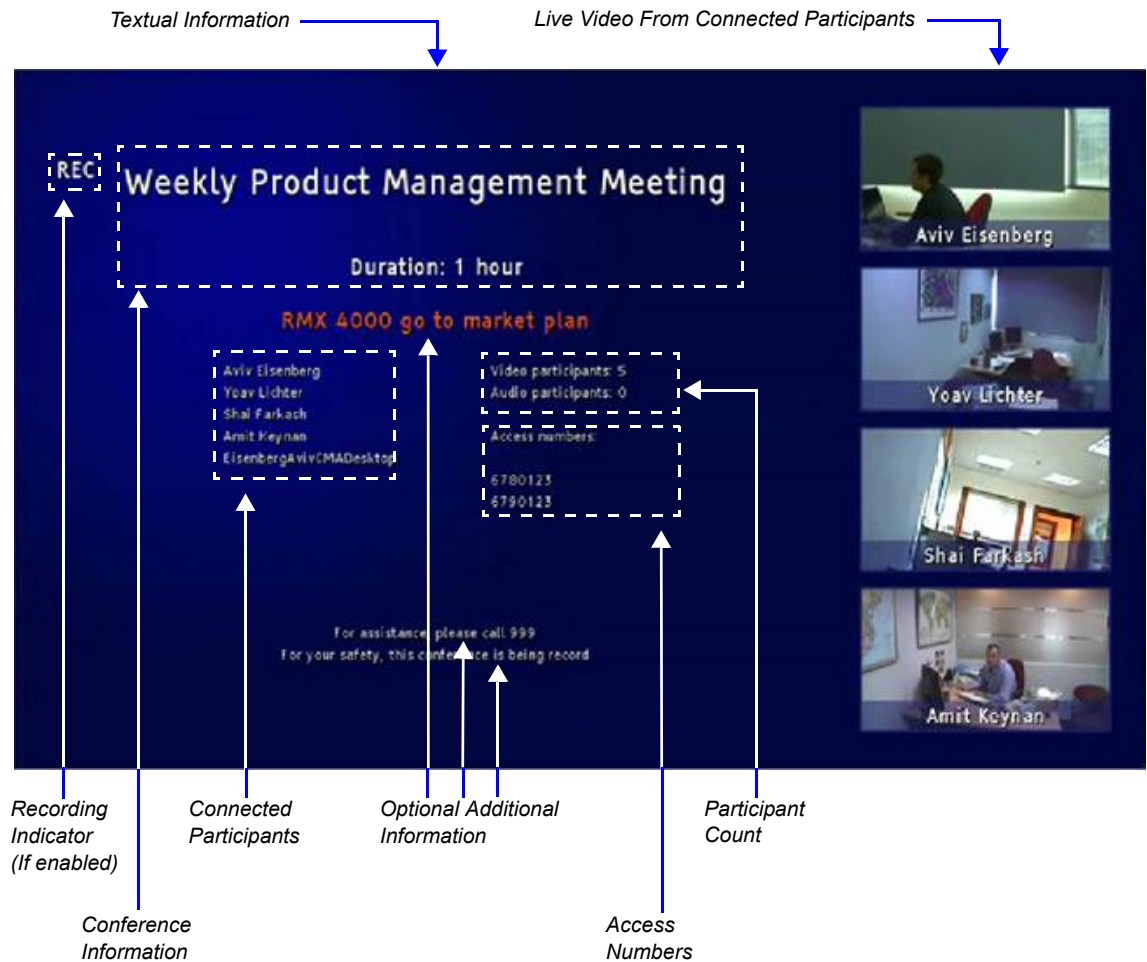 Textual Information
Live Video From Connected Participants
REC
Weekly Product Management Meeting
Duration: 1 hour
RMX 4000 go to market plan
Aviv Eisenberg
Yoav Lichter
Shai Farkash
Amit Keynan
EisenbergAvivCMADesktop
Video participants: 5
Audio participants: 0
Access numbers:
6780123
6790123
For assistance, please call 999
For your safety, this conference is being record
Aviv Eisenberg
Yoav Lichter
Shai Farkash
Amit Keynan
Recording
Indicator
(If enabled)
Connected
Participants
Optional Additional
Information
Participant
Count
Conference
Information
Access
Numbers